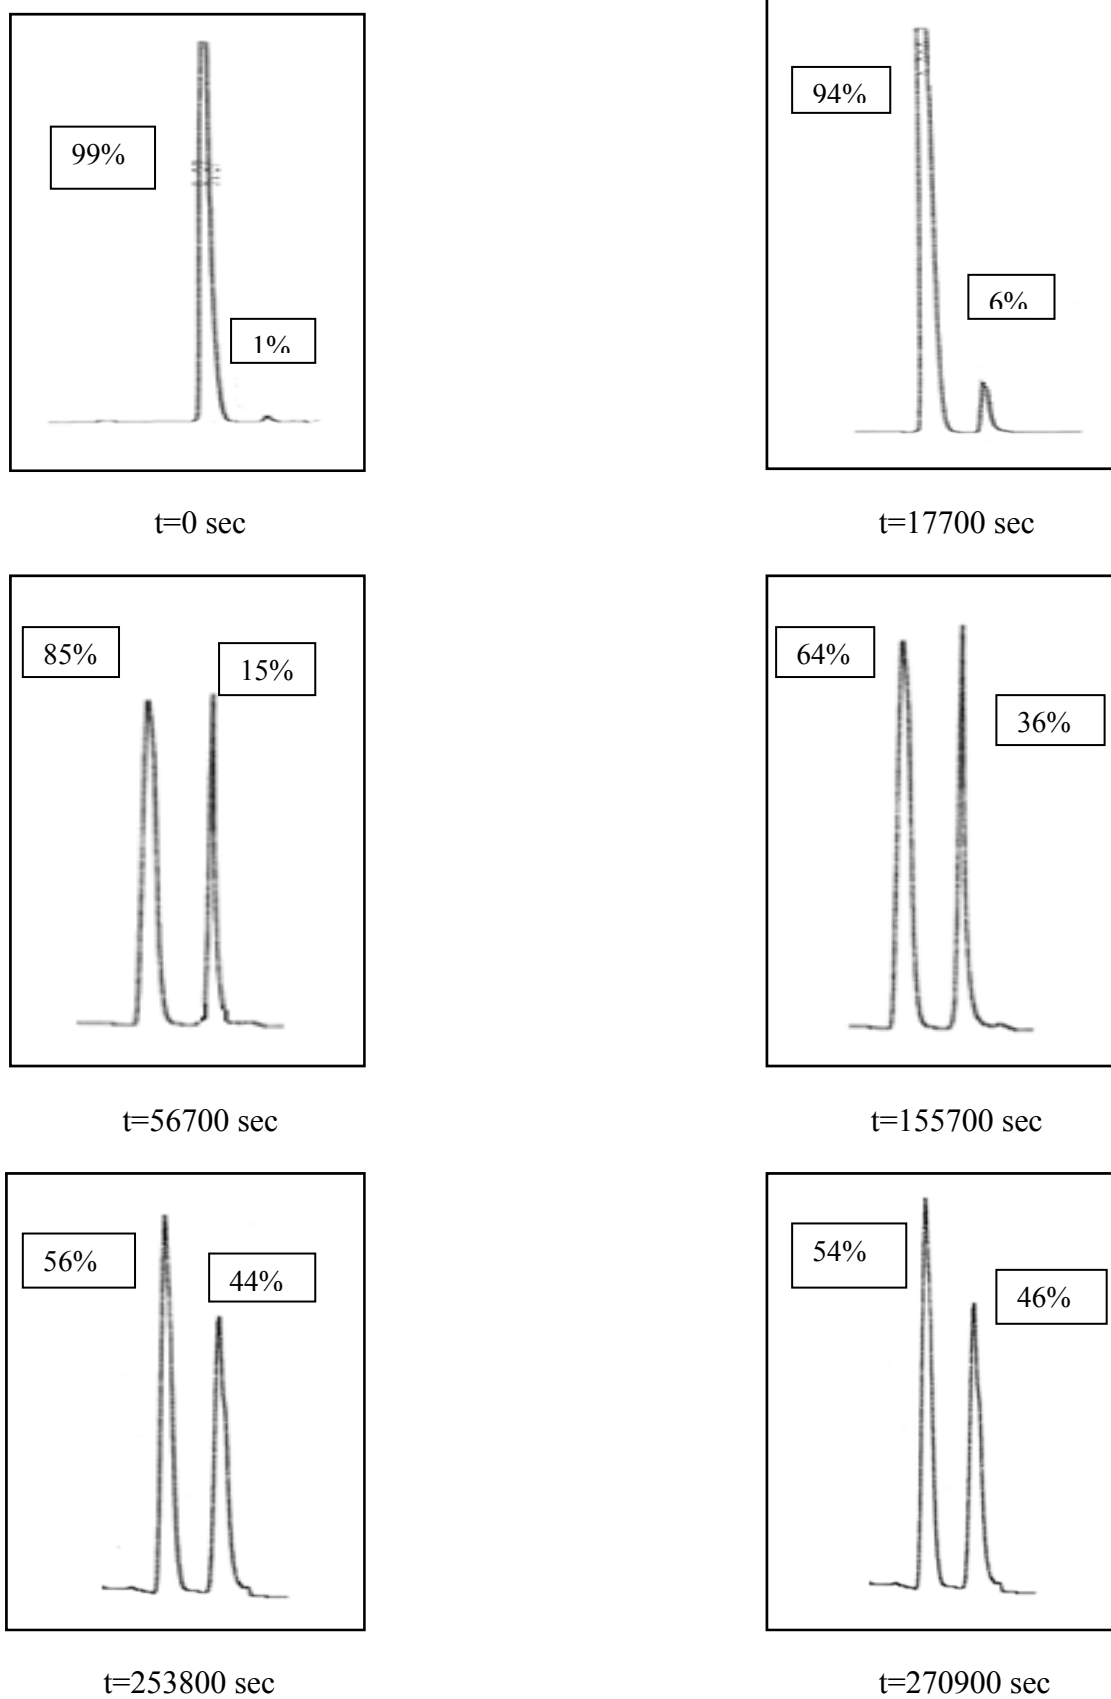 99%
1%
t=0 sec
94%
6%
t=17700 sec
85%
15%
t=56700 sec
64%
36%
t=155700 sec
56%
44%
t=253800 sec
54%
46%
t=270900 sec